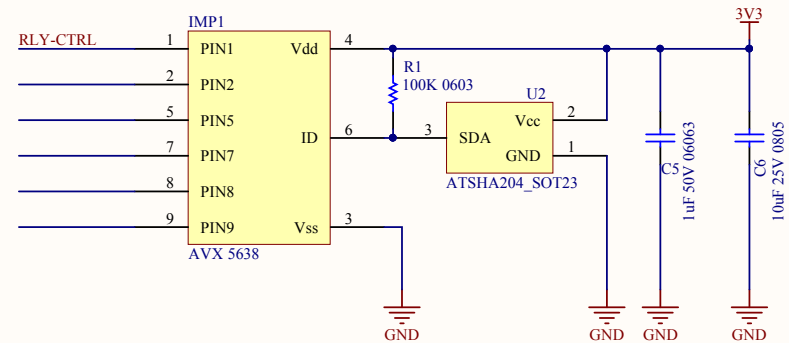 IMP1
3V3
RLY-CTRL
1
PIN1
Vdd
4
R1
100K 0603
2
PIN2
U2
5
PIN5
Vcc
2
ID
6
3
SDA
7
PIN7
GND
1
C5
1uF 50V 06063
C6
10uF 25V 0805
8
PIN8
ATSHA204_SOT23
9
PIN9
Vss
3
AVX 5638
GND
GND
GND
GND